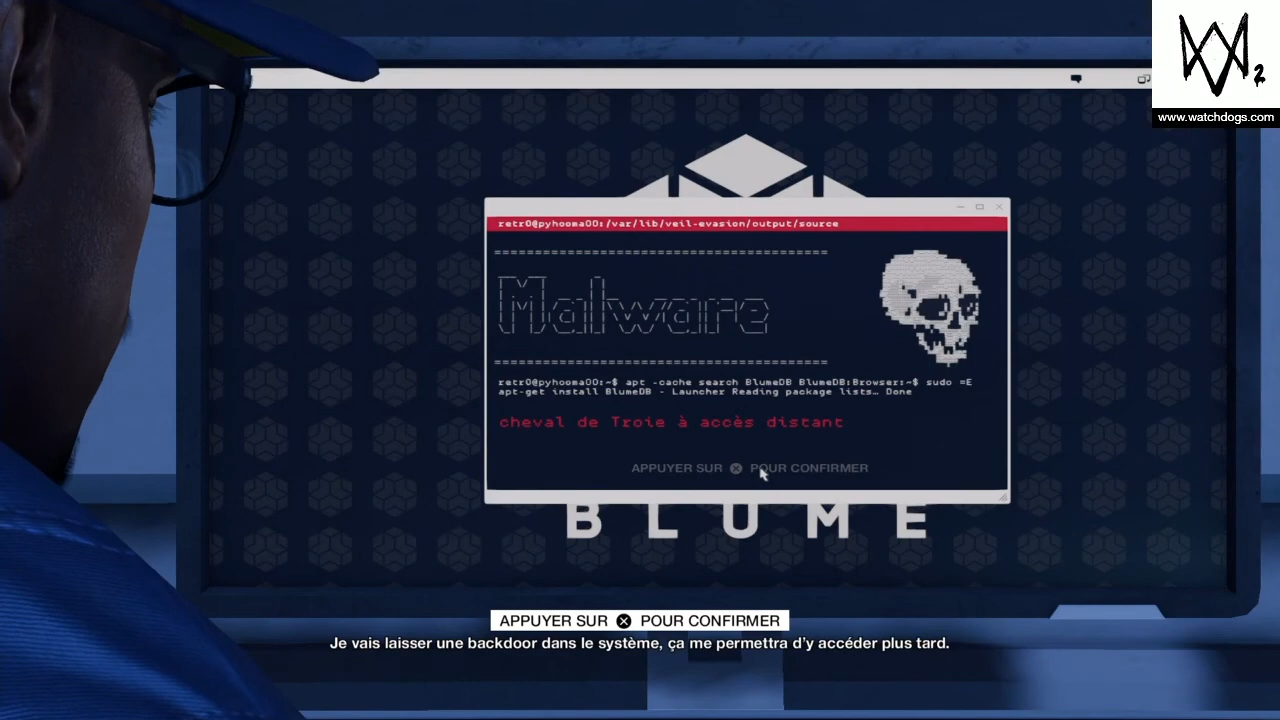 2
www.watchdogs.com
retr0@pyhooma00:/var/lib/veil-evasion/output/source
========================================
Malware
========================================
retr0@pyhooma00:~$ apt -cache search BlumeDB BlumeDB:Browser:~$ sudo =E
apt-get install BlumeDB - Launcher Reading package lists… Done
cheval de Troie à accès distant
APPUYER SUR ⊗ POUR CONFIRMER
BLUME
APPUYER SUR ⊗ POUR CONFIRMER
Je vais laisser une backdoor dans le système, ça me permettra d'y accéder plus tard.